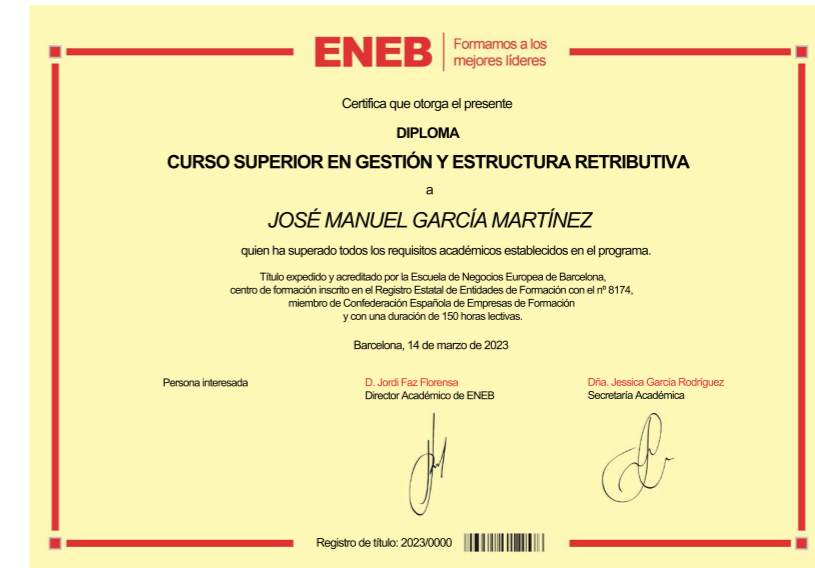 ENEB
Formamos a los
mejores líderes
Certifica que otorga el presente
DIPLOMA
CURSO SUPERIOR EN GESTIÓN Y ESTRUCTURA RETRIBUTIVA
a
JOSÉ MANUEL GARCÍA MARTÍNEZ
quien ha superado todos los requisitos académicos establecidos en el programa.
Título expedido y acreditado por la Escuela de Negocios Europea de Barcelona,
centro de formación inscrito en el Registro Estatal de Entidades de Formación con el nº 8174,
miembro de Confederación Española de Empresas de Formación
y con una duración de 150 horas lectivas.
Barcelona, 14 de marzo de 2023
Persona interesada
D. Jordi Faz Florensa
Director Académico de ENEB
Dña. Jessica García Rodríguez
Secretaría Académica
Registro de título: 2023/0000